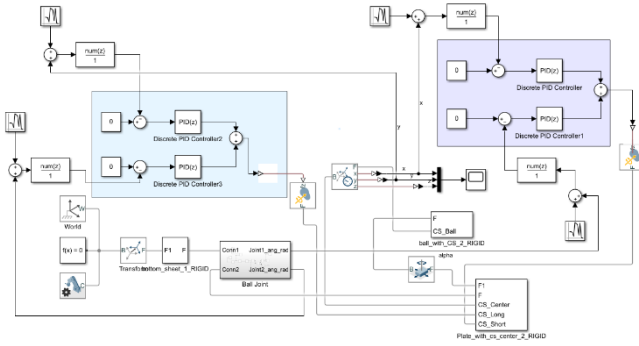 num(z)
1
num(z)
1
0
PID(z)
Discrete PID Controller
0
PID(z)
Discrete PID Controller1
num(z)
1
x
y
num(z)
1
0
PID(z)
Discrete PID Controller2
0
PID(z)
Discrete PID Controller3
num(z)
1
x
y
z
F
CS_Ball
ball_with_CS_2_RIGID
World
f(x) = 0
C
B
F
Transform
F1
F
bottom_sheet_1_RIGID
Conn1
Joint1_ang_rad
Conn2
Joint2_ang_rad
Ball Joint
B
F
alpha
F1
F
CS_Center
CS_Long
CS_Short
Plate_with_cs_center_2_RIGID